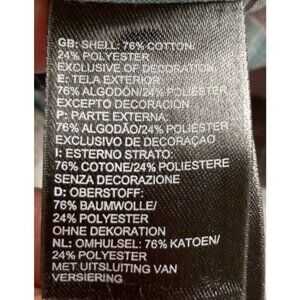 GB: SHELL: 76% COTTON/
24% POLYESTER
EXCLUSIVE OF DECORATION
E: TELA EXTERIOR:
76% ALGODÓN/24% POLIÉSTER
EXCEPTO DECORACIÓN
P: PARTE EXTERNA:
76% ALGODÃO/24% POLIÉSTER
EXCLUSIVO DE DECORAÇÃO
I: ESTERNO STRATO:
76% COTONE/24% POLIESTERE
SENZA DECORAZIONE
D: OBERSTOFF:
76% BAUMWOLLE/
24% POLYESTER
OHNE DEKORATION
NL: OMHULSEL: 76% KATOEN/
24% POLYESTER
MET UITSLUITING VAN
VERSIERING